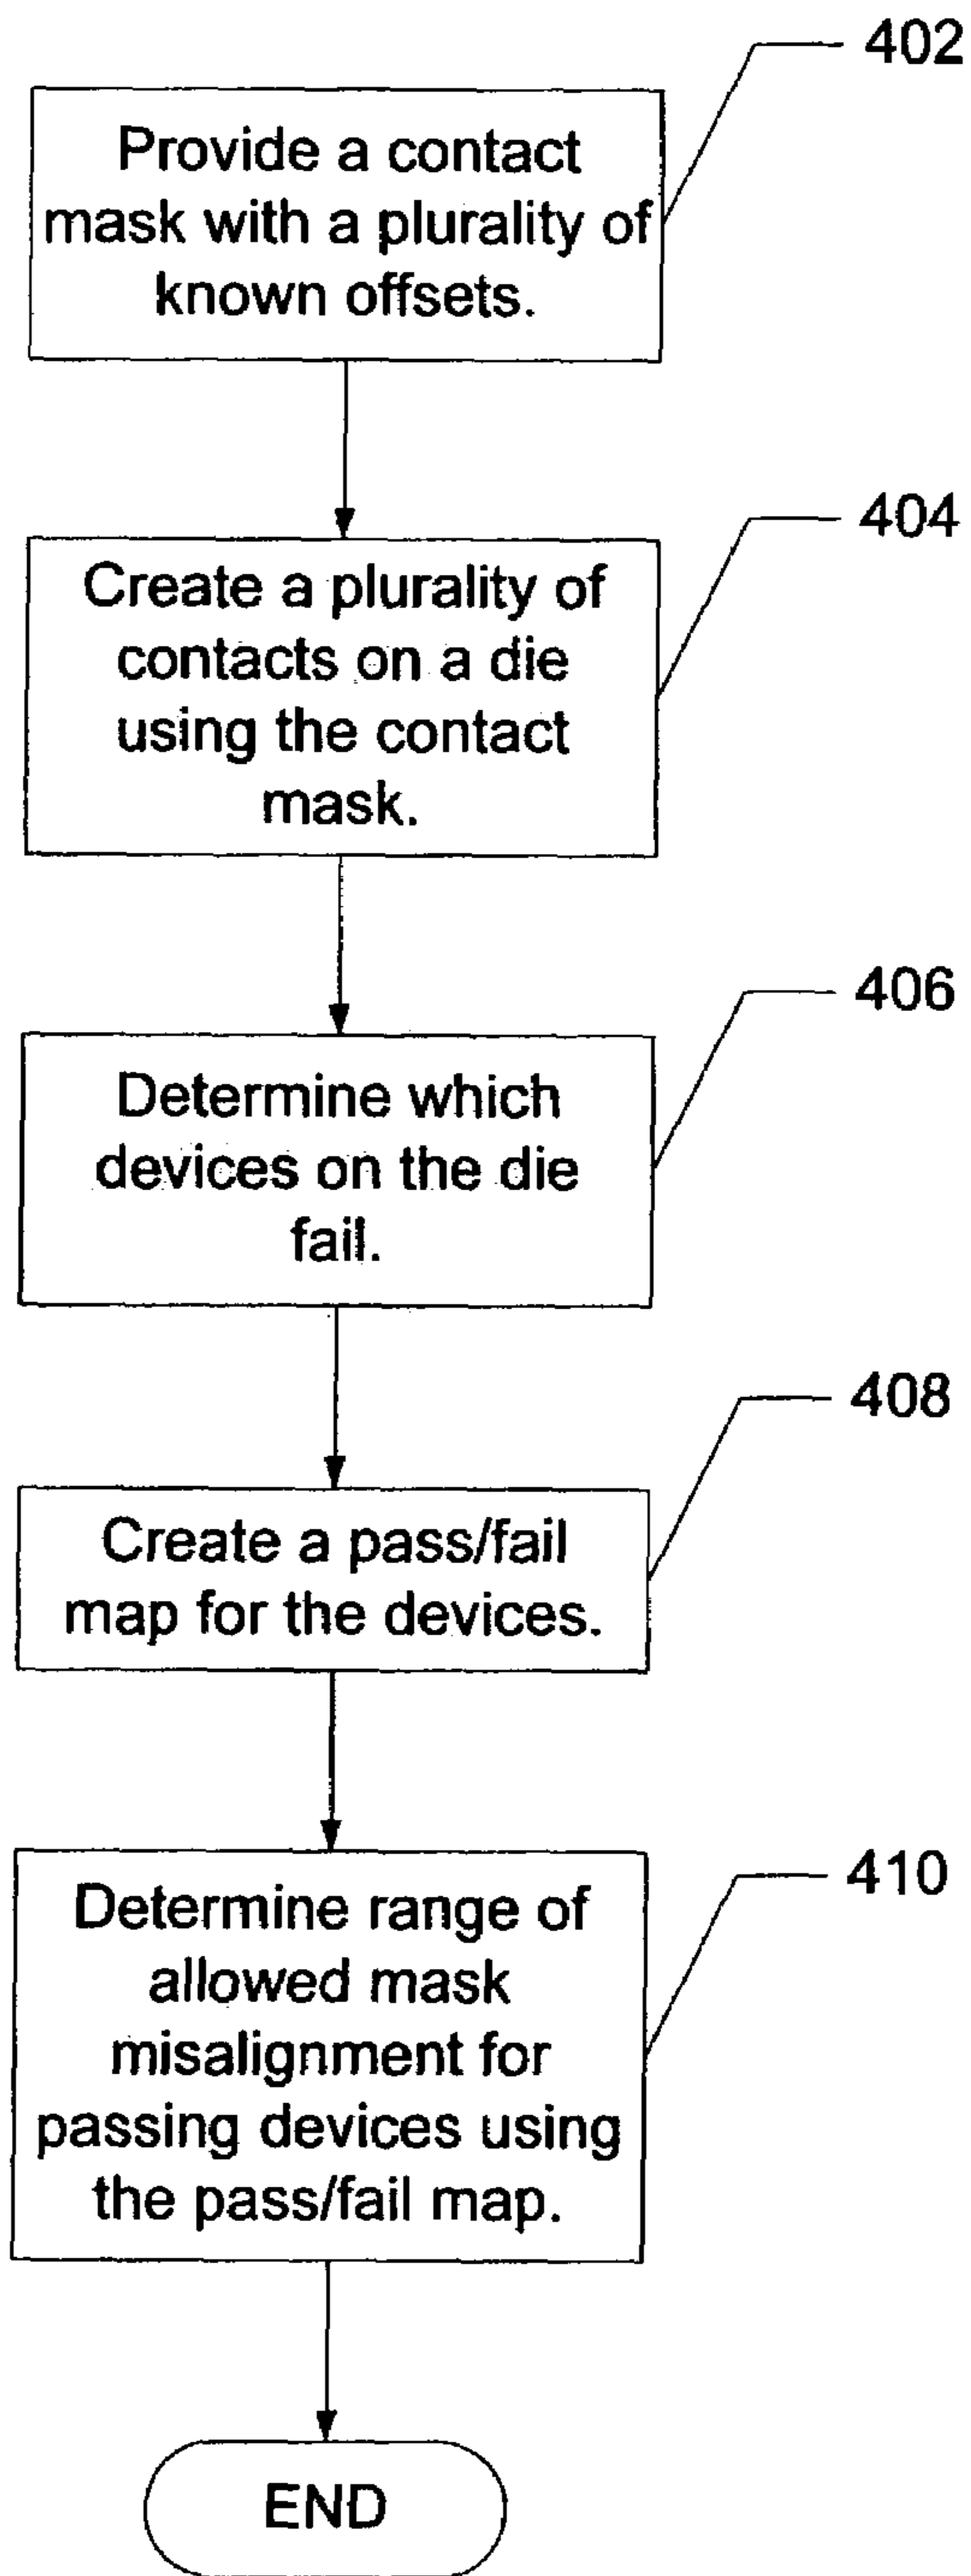 402
Provide a contact
mask with a plurality of
known offsets.
404
Create a plurality of
contacts on a die
using the contact
mask.
406
Determine which
devices on the die
fail.
408
Create a pass/fail
map for the devices.
410
Determine range of
allowed mask
misalignment for
passing devices using
the pass/fail map.
END